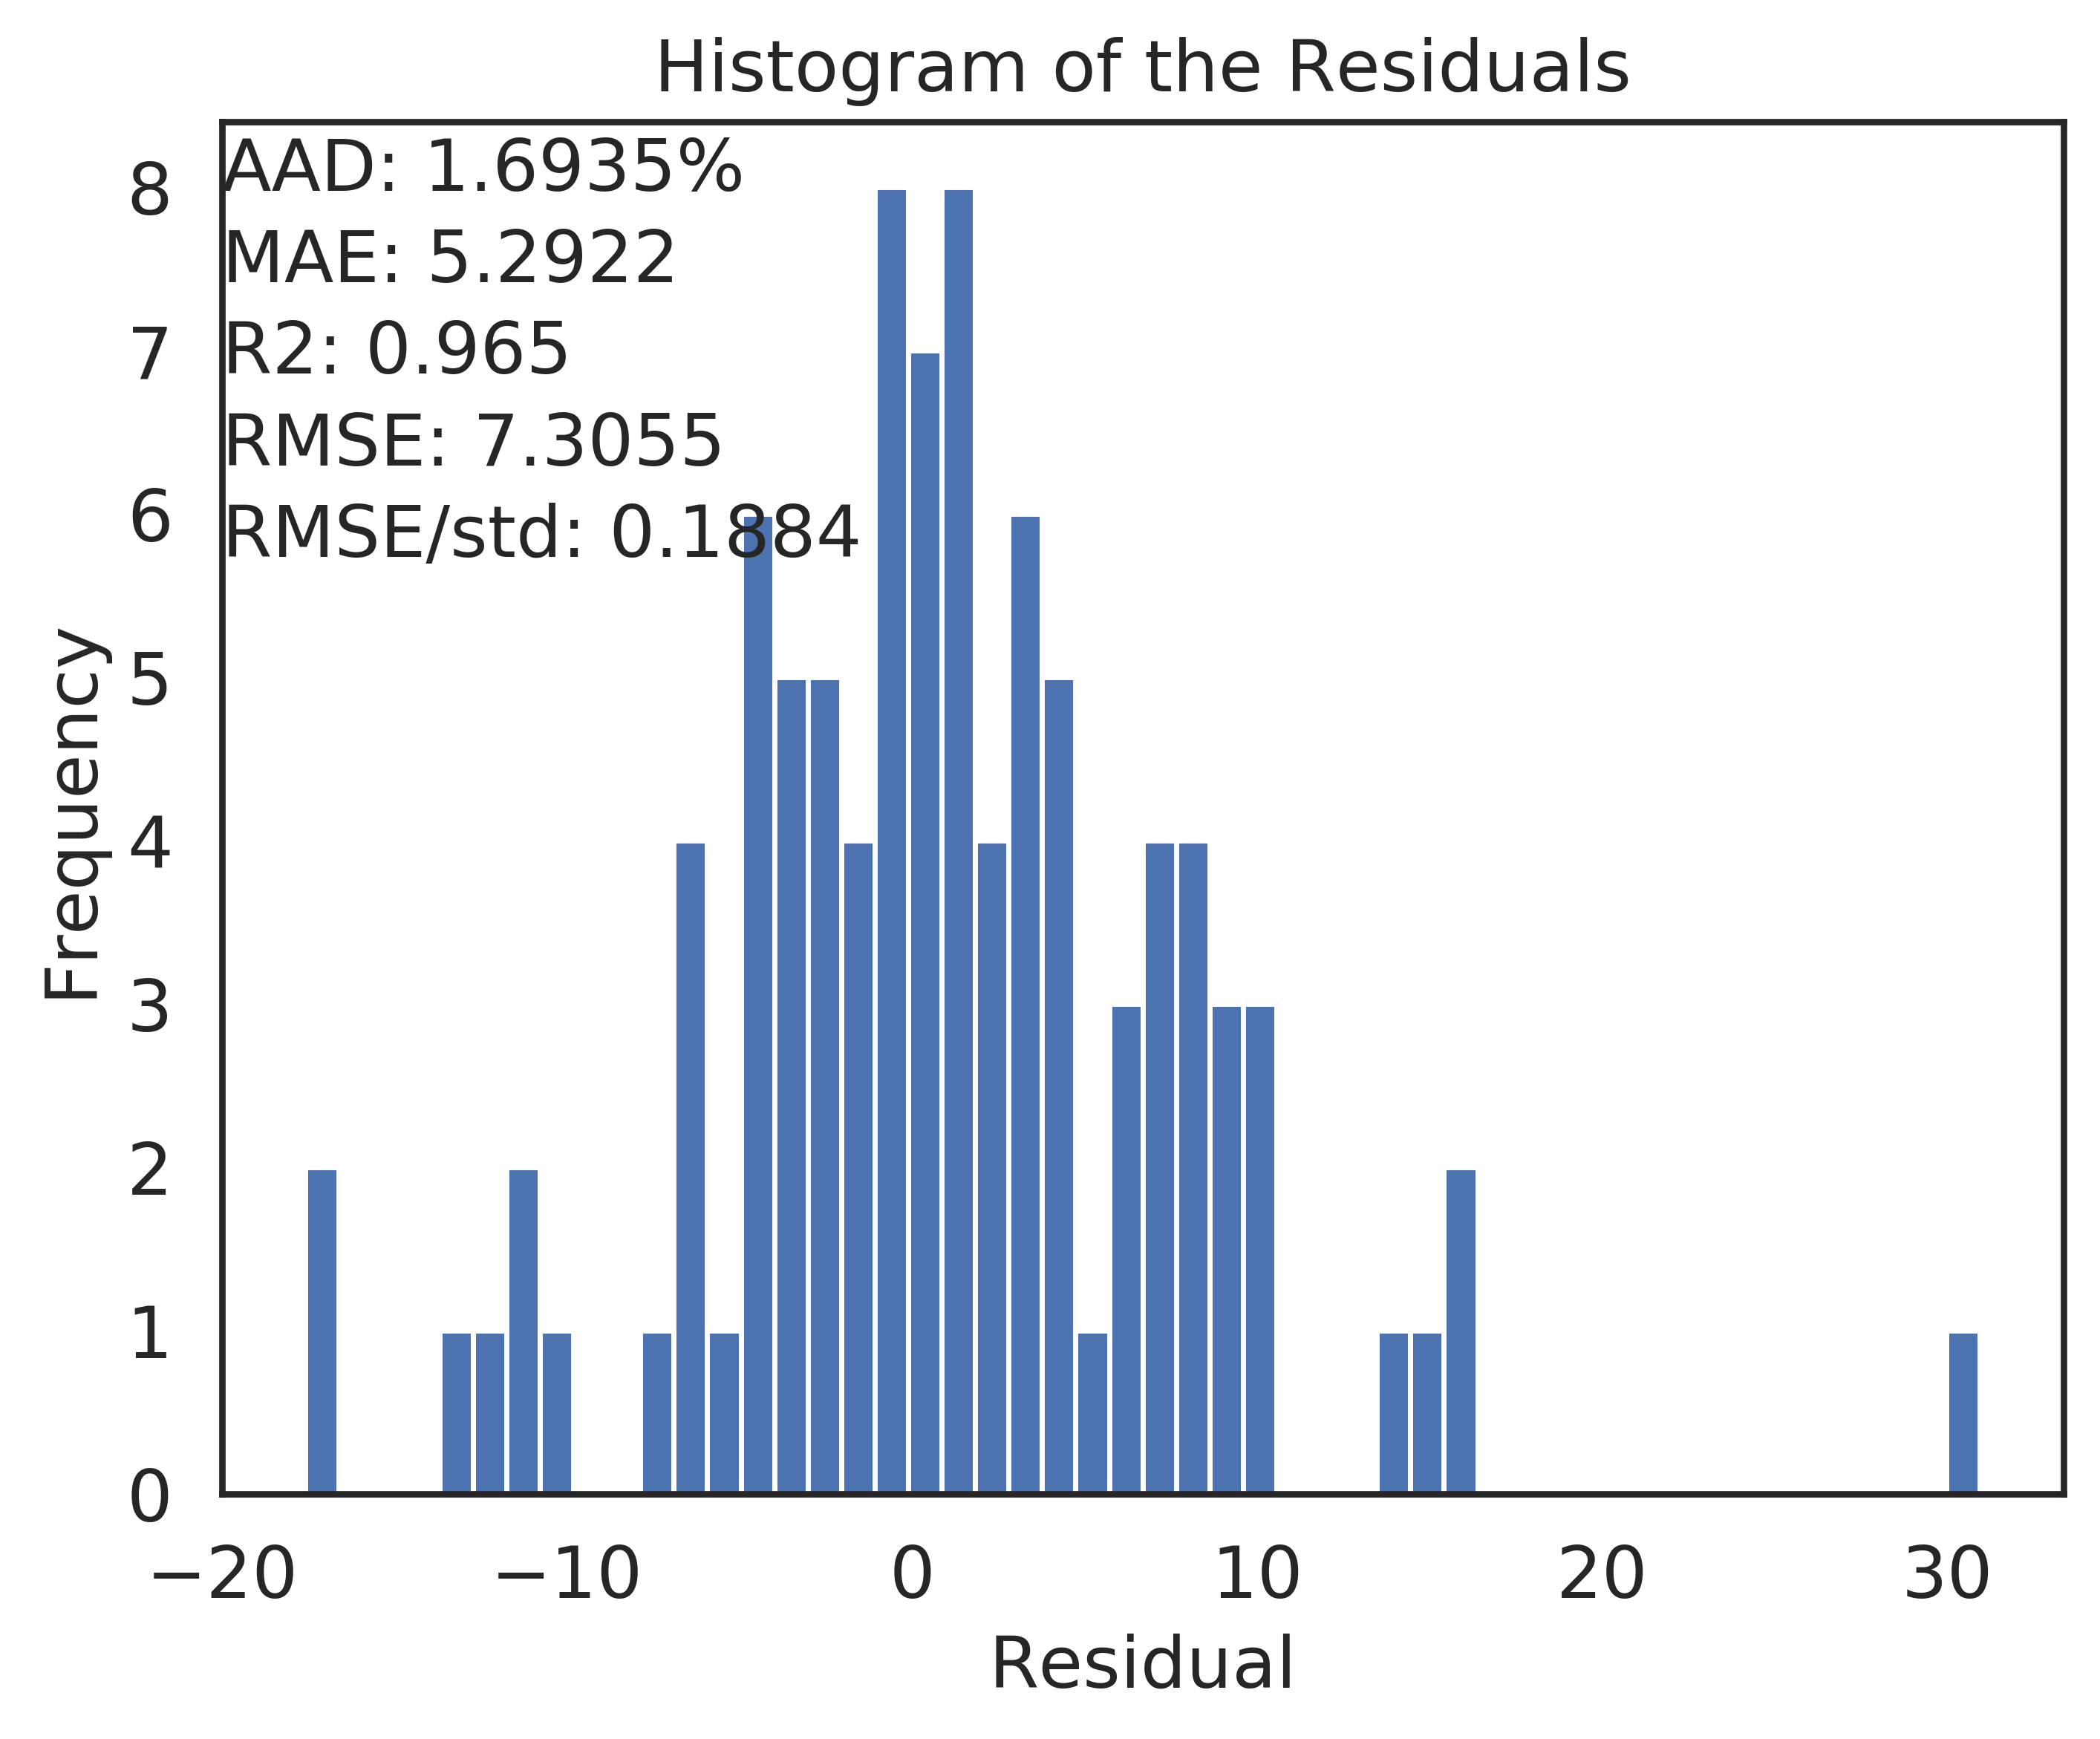 Histogram of the Residuals
AAD: 1.6935%
MAE: 5.2922
R2: 0.965
RMSE: 7.3055
RMSE/std: 0.1884
Frequency
8
7
6
5
4
3
2
1
0
−20 −10 0 10 20 30
Residual